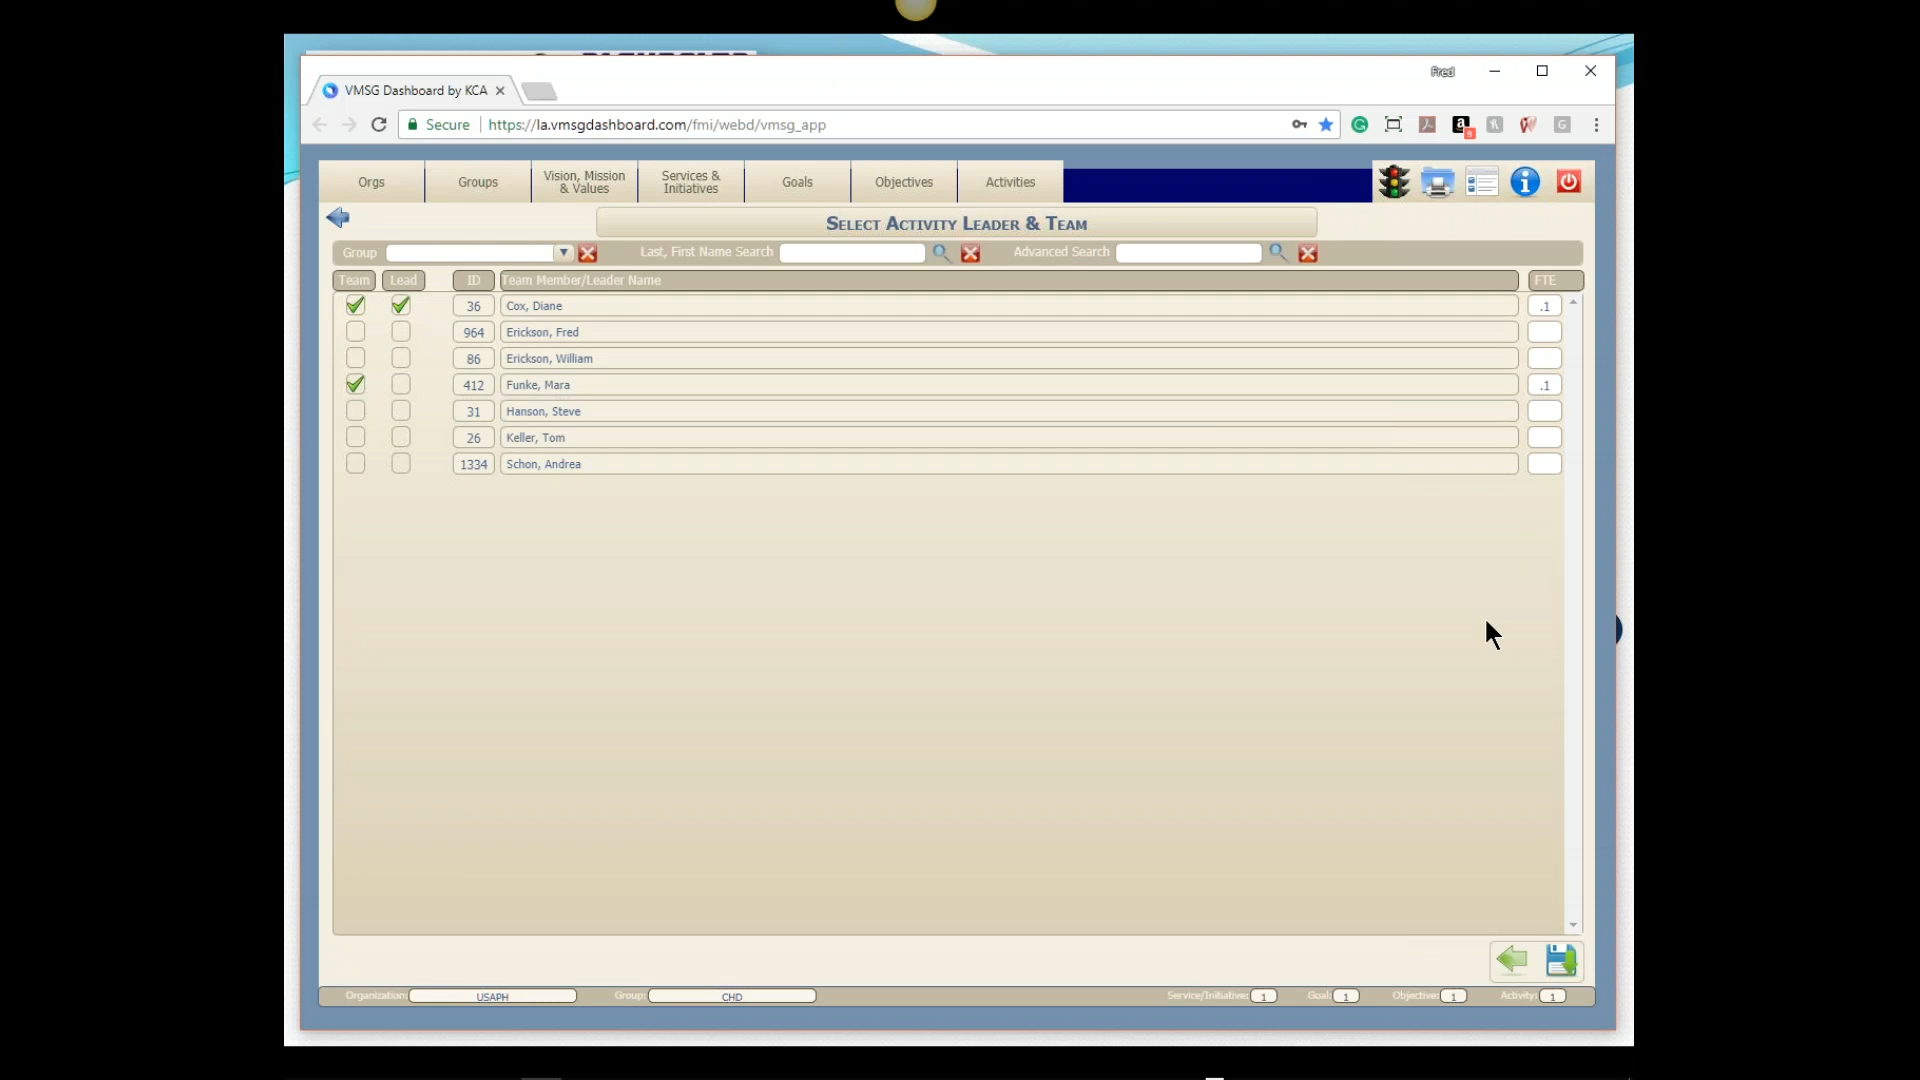 Fred
VMSG Dashboard by KCA
Secure https://la.vmsgdashboard.com/fmi/webd/vmsg_app
Orgs Groups Vision, Mission & Values Services & Initiatives Goals Objectives Activities
SELECT ACTIVITY LEADER & TEAM
Group Last, First Name Search Advanced Search
Team Lead ID Team Member/Leader Name FTE
36 Cox, Diane .1
964 Erickson, Fred
86 Erickson, William
412 Funke, Mara .1
31 Hanson, Steve
26 Keller, Tom
1334 Schon, Andrea
Organization: USAPH Group: CHD Service/Initiative: 1 Goal: 1 Objective: 1 Activity: 1